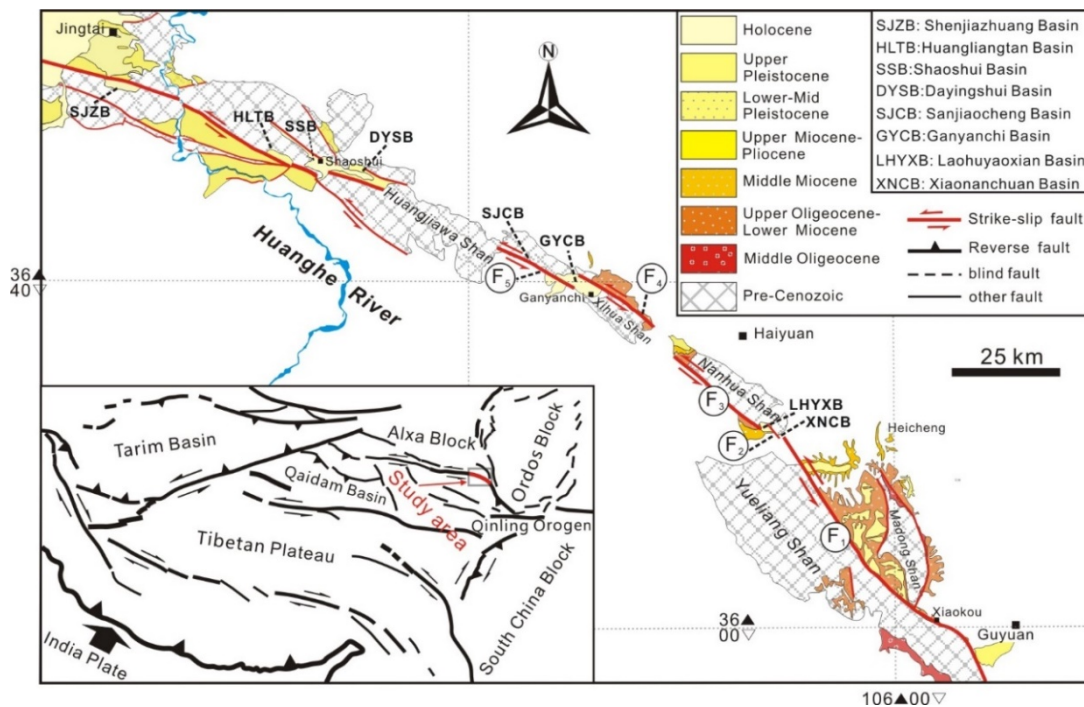 Jingtai
SJZB
HLTB
SSB
Shaoshui
DYSB
Huangjiawa Shan
Huanghe River
SJCB
GYCB
F5
F4
Ganyanchi
Xihua Shan
N
36
40
Haiyuan
25 km
Nanhua Shan
F3
LHYXB
XNCB
F2
Heicheng
Yueliang Shan
F1
Madong Shan
Xiaokou
36
00
Guyuan
106 00
Holocene
Upper
Pleistocene
Lower-Mid
Pleistocene
Upper Miocene-
Pliocene
Middle Miocene
Upper Oligeocene-
Lower Miocene
Middle Oligeocene
Pre-Cenozoic
SJZB: Shenjiazhuang Basin
HLTB:Huangliangtan Basin
SSB:Shaoshui Basin
DYSB:Dayingshui Basin
SJCB:Sanjiaocheng Basin
GYCB:Ganyanchi Basin
LHYXB:Laohuyaoxian Basin
XNCB:Xiaonanchuan Basin
Strike-slip fault
Reverse fault
blind fault
other fault
Tarim Basin
Alxa Block
Ordos Block
Qaidam Basin
Study area
Qinling Orogen
Tibetan Plateau
South China Block
India Plate